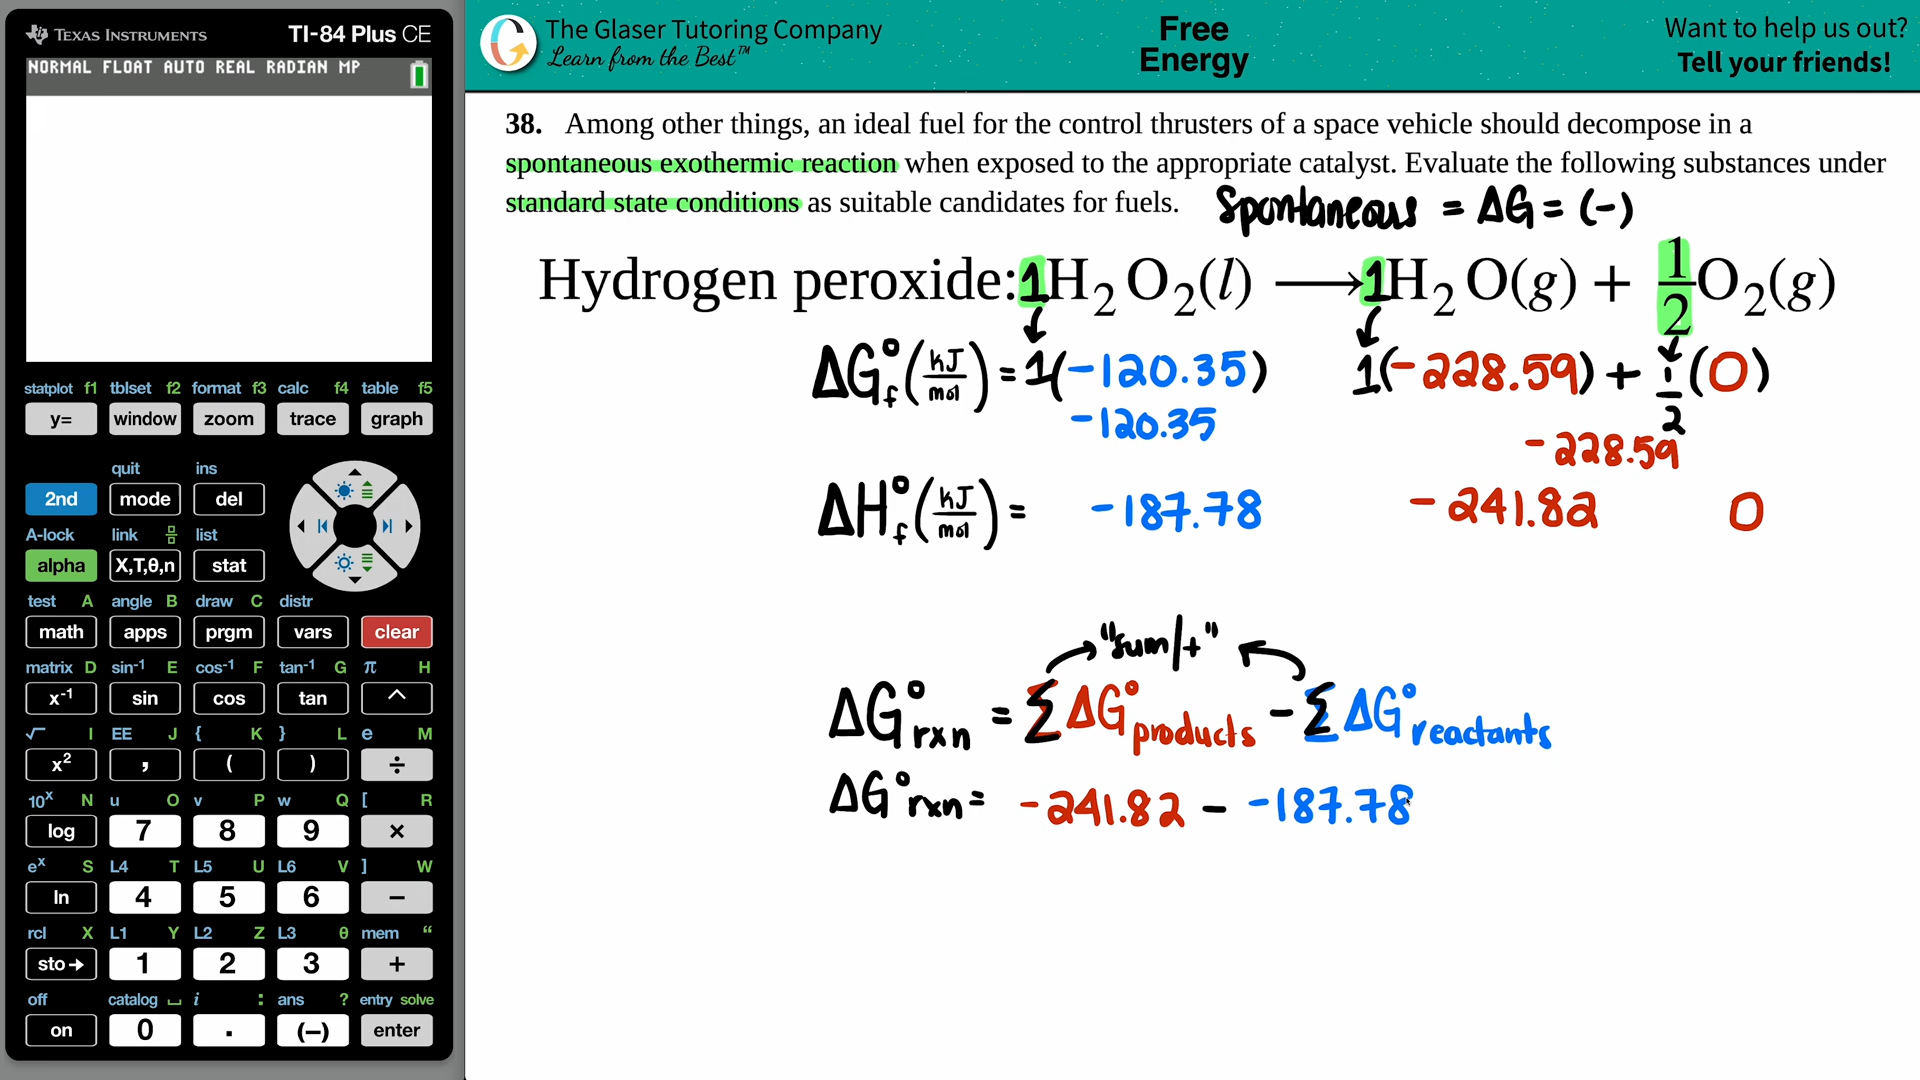 TEXAS INSTRUMENTS TI-84 Plus CE
NORMAL FLOAT AUTO REAL RADIAN MP
statplot f1 tblset f2 format f3 calc f4 table f5
y= window zoom trace graph
quit ins
2nd mode del
A-lock link list
alpha X,T,θ,n stat
test A angle B draw C distr
math apps prgm vars clear
matrix D sin⁻¹ E cos⁻¹ F tan⁻¹ G π H
x⁻¹ sin cos tan ^
√ I EE J { K } L e M
x² , ( ) ÷
10ˣ N u O v P w Q [ R
log 7 8 9 ×
eˣ S L4 T L5 U L6 V ] W
ln 4 5 6 −
rcl X L1 Y L2 Z L3 θ mem “
sto→ 1 2 3 +
off catalog ⎵ i : ans ? entry solve
on 0 . (−) enter
The Glaser Tutoring Company
Learn from the Best™
Free
Energy
Want to help us out?
Tell your friends!
38. Among other things, an ideal fuel for the control thrusters of a space vehicle should decompose in a
spontaneous exothermic reaction when exposed to the appropriate catalyst. Evaluate the following substances under
standard state conditions as suitable candidates for fuels. Spontaneous = ΔG = (-)
Hydrogen peroxide: 1H₂O₂(l) ⟶ 1H₂O(g) + 1/2 O₂(g)
ΔG°f (kJ/mol) = 1(-120.35) 1(-228.59) + 1/2 (0)
-120.35
-228.59
ΔH°f (kJ/mol) = -187.78 -241.82 0
"sum/+"
ΔG°rxn = Σ ΔG°products - Σ ΔG°reactants
ΔG°rxn = -241.82 - -187.78